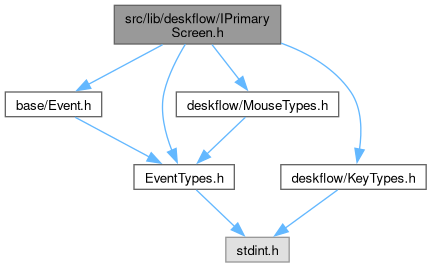 src/lib/deskflow/IPrimary
Screen.h
base/Event.h
deskflow/MouseTypes.h
EventTypes.h
deskflow/KeyTypes.h
stdint.h